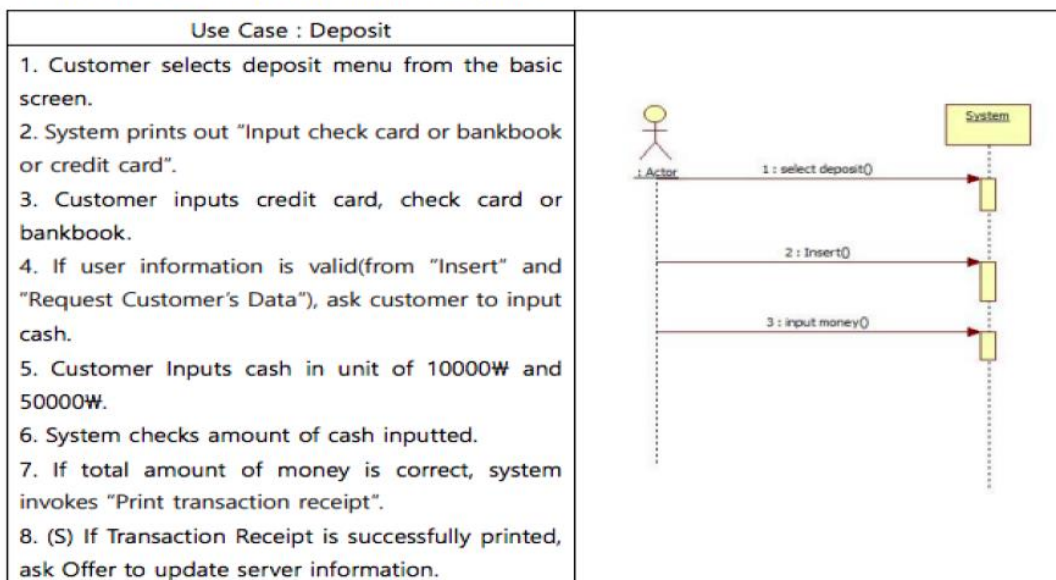 Use Case : Deposit
1. Customer selects deposit menu from the basic
screen.
2. System prints out “Input check card or bankbook
or credit card”.
3. Customer inputs credit card, check card or
bankbook.
4. If user information is valid(from “Insert” and
“Request Customer’s Data”), ask customer to input
cash.
5. Customer Inputs cash in unit of 10000₩ and
50000₩.
6. System checks amount of cash inputted.
7. If total amount of money is correct, system
invokes “Print transaction receipt”.
8. (S) If Transaction Receipt is successfully printed,
ask Offer to update server information.
System
: Actor
1 : select deposit()
2 : Insert()
3 : input money()